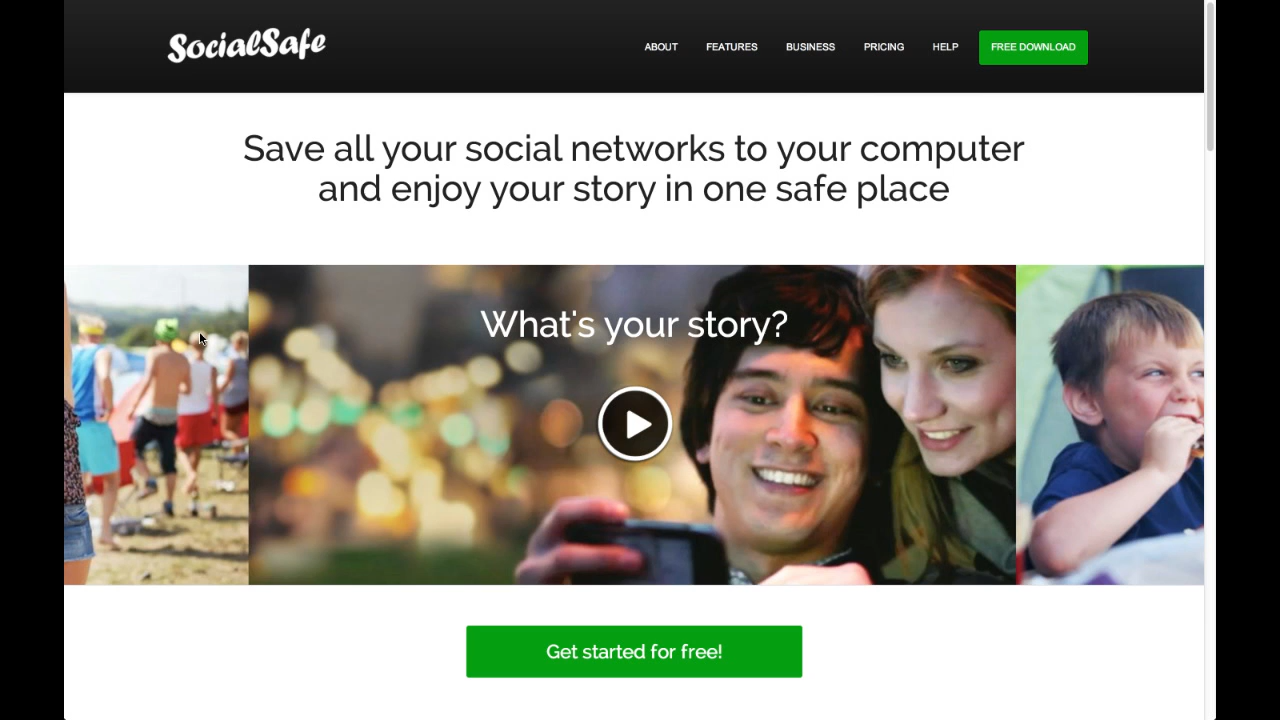 SocialSafe
ABOUT FEATURES BUSINESS PRICING HELP FREE DOWNLOAD
Save all your social networks to your computer
and enjoy your story in one safe place
What's your story?
Get started for free!